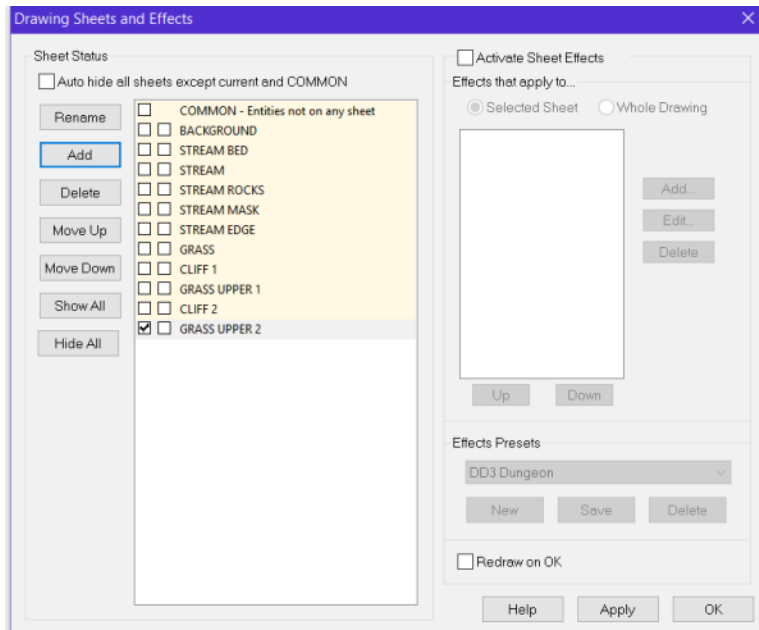 Drawing Sheets and Effects
Sheet Status
Auto hide all sheets except current and COMMON
Rename
Add
Delete
Move Up
Move Down
Show All
Hide All
COMMON - Entities not on any sheet
BACKGROUND
STREAM BED
STREAM
STREAM ROCKS
STREAM MASK
STREAM EDGE
GRASS
CLIFF 1
GRASS UPPER 1
CLIFF 2
GRASS UPPER 2
Activate Sheet Effects
Effects that apply to...
Selected Sheet Whole Drawing
Add...
Edit...
Delete
Up Down
Effects Presets
DD3 Dungeon
New Save Delete
Redraw on OK
Help Apply OK